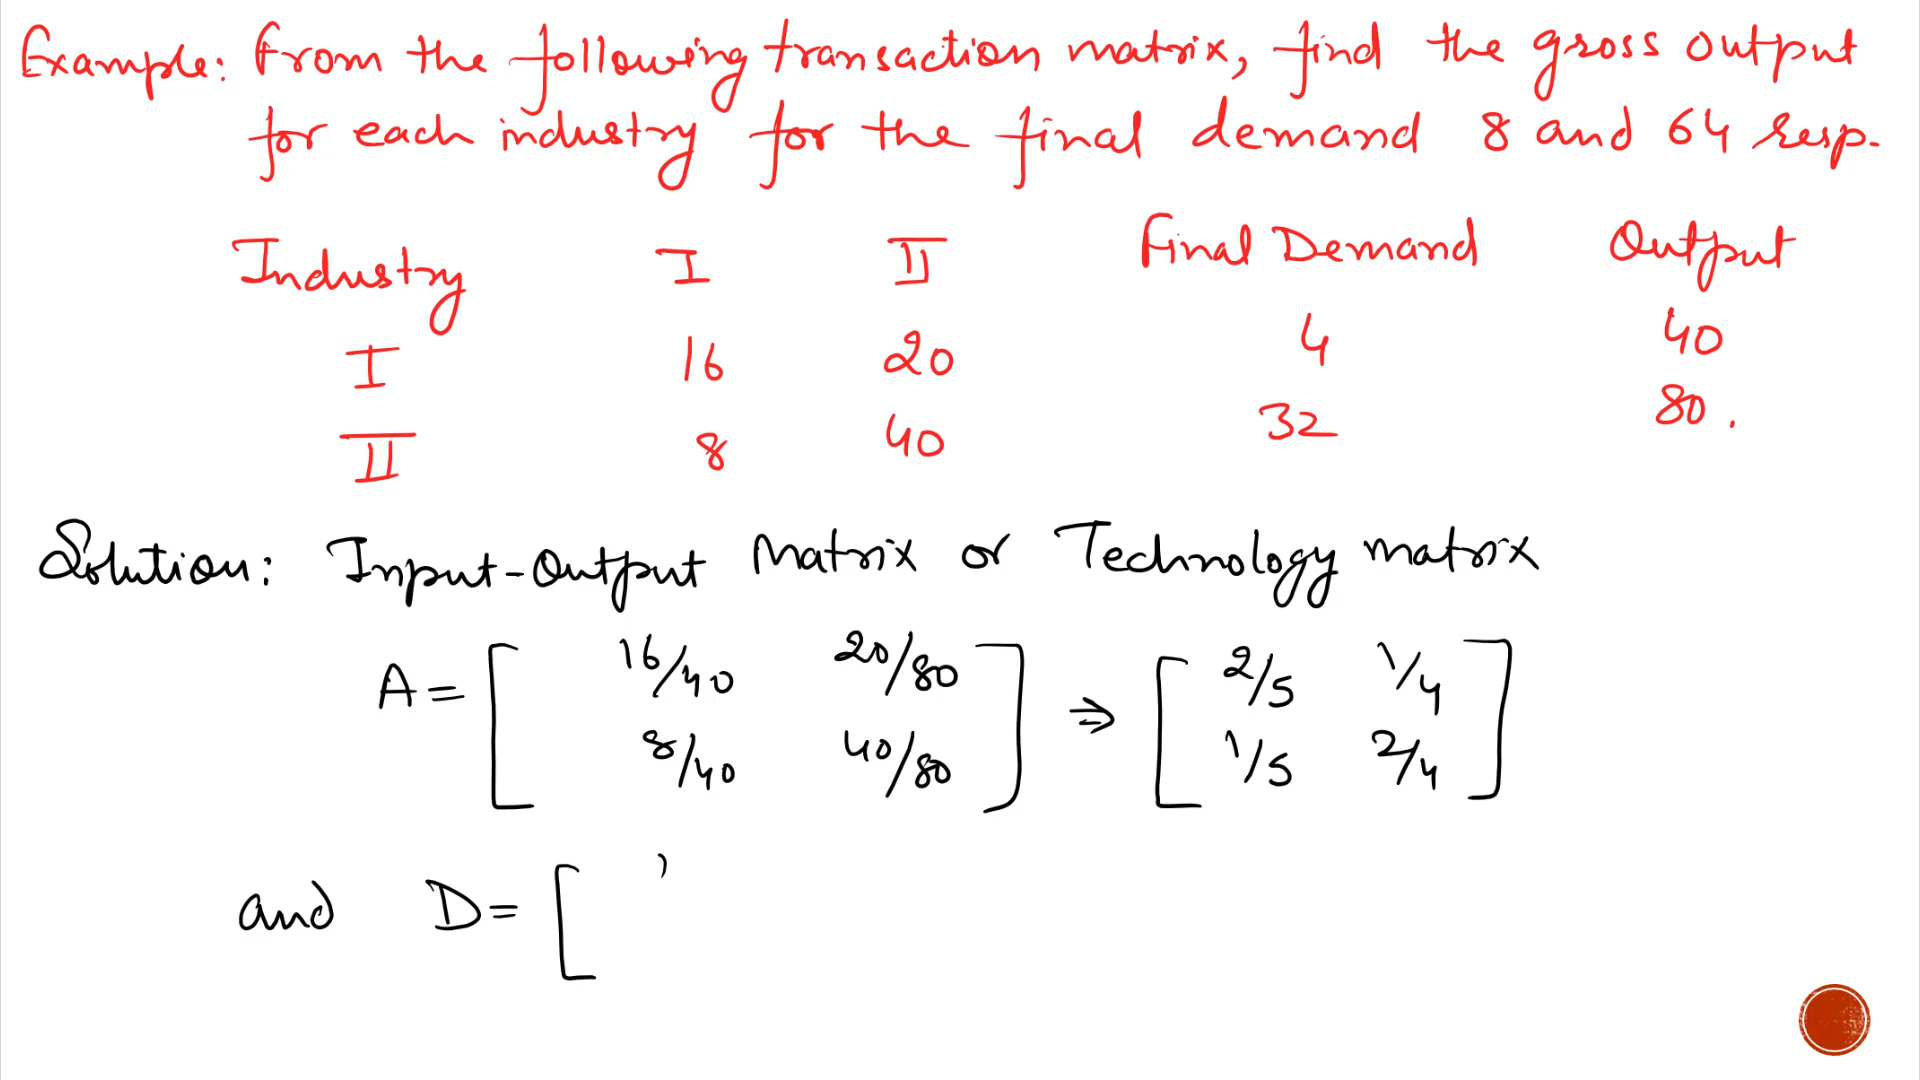 Example: From the following transaction matrix, find the gross output
for each industry for the final demand 8 and 64 resp.
Industry I II Final Demand Output
I 16 20 4 40
II 8 40 32 80.
Solution: Input-Output Matrix or Technology matrix
A = [ 16/40 20/80 ] ⇒ [ 2/5 1/4 ]
8/40 40/80 1/5 2/4
and D = [